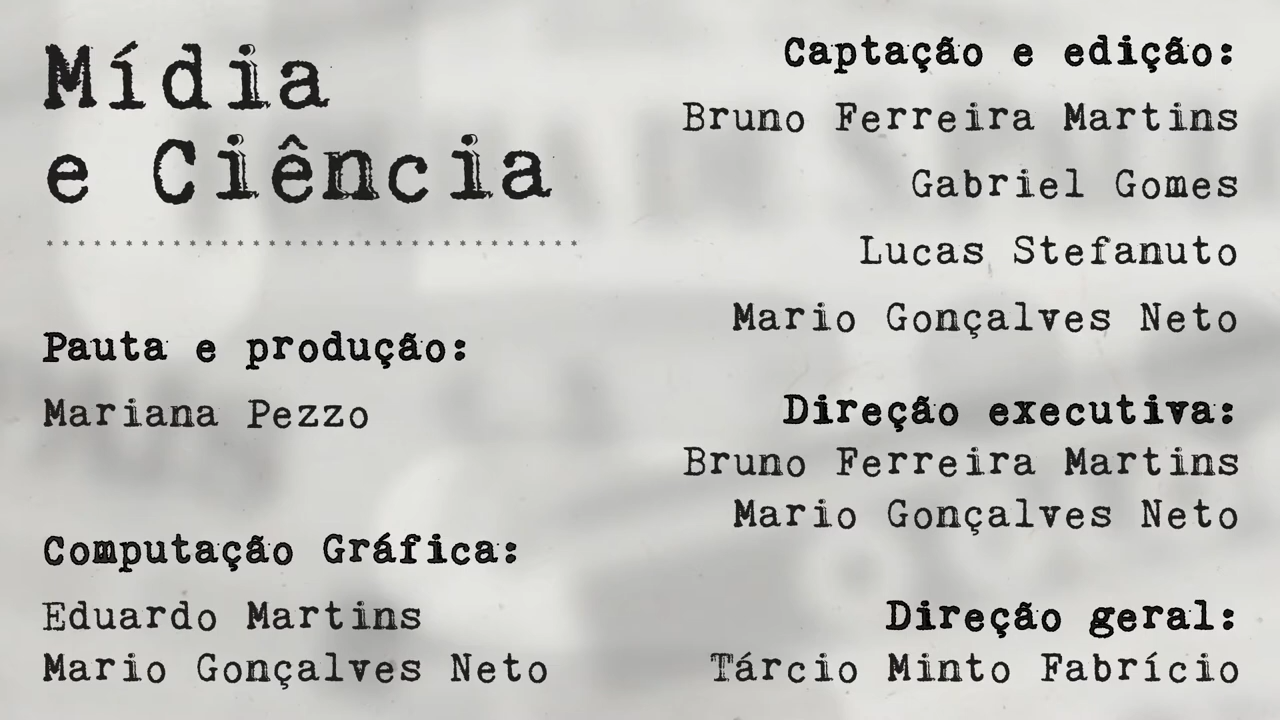 Mídia
e Ciência
Pauta e produção:
Mariana Pezzo
Computação Gráfica:
Eduardo Martins
Mario Gonçalves Neto
Captação e edição:
Bruno Ferreira Martins
Gabriel Gomes
Lucas Stefanuto
Mario Gonçalves Neto
Direção executiva:
Bruno Ferreira Martins
Mario Gonçalves Neto
Direção geral:
Tárcio Minto Fabrício